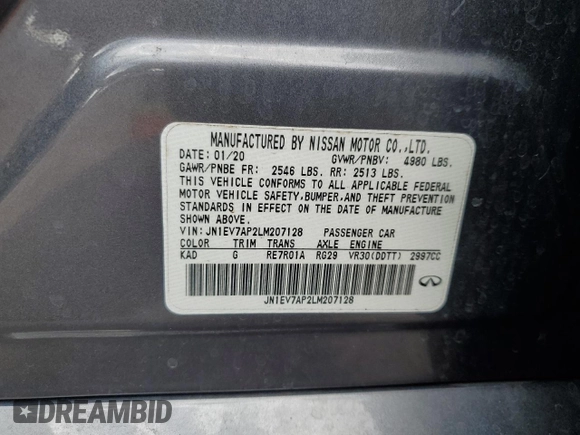 MANUFACTURED BY NISSAN MOTOR CO.,LTD.
DATE: 01/20 GVWR/PNBV: 4980 LBS.
GAWR/PNBE FR: 2546 LBS. RR: 2513 LBS.
THIS VEHICLE CONFORMS TO ALL APPLICABLE FEDERAL
MOTOR VEHICLE SAFETY,BUMPER,AND THEFT PREVENTION
STANDARDS IN EFFECT ON THE DATE OF MANUFACTURE
SHOWN ABOVE.
VIN: JN1EV7AP2LM207128 PASSENGER CAR
COLOR TRIM TRANS AXLE ENGINE
KAD G RE7R01A RG29 VR30(DDTT) 2997CC
JN1EV7AP2LM207128
DREAMBID